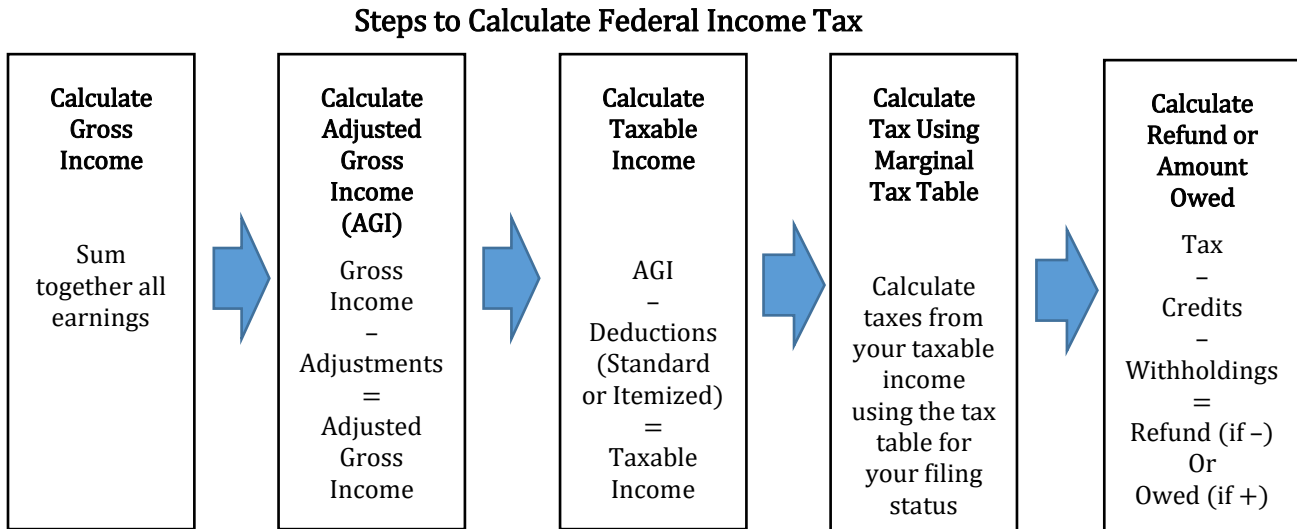 Steps to Calculate Federal Income Tax
Calculate
Gross
Income
Sum
together all
earnings
Calculate
Adjusted
Gross
Income
(AGI)
Gross
Income
–
Adjustments
=
Adjusted
Gross
Income
Calculate
Taxable
Income
AGI
–
Deductions
(Standard
or Itemized)
=
Taxable
Income
Calculate
Tax Using
Marginal
Tax Table
Calculate
taxes from
your taxable
income
using the tax
table for
your filing
status
Calculate
Refund or
Amount
Owed
Tax
–
Credits
–
Withholdings
=
Refund (if –)
Or
Owed (if +)